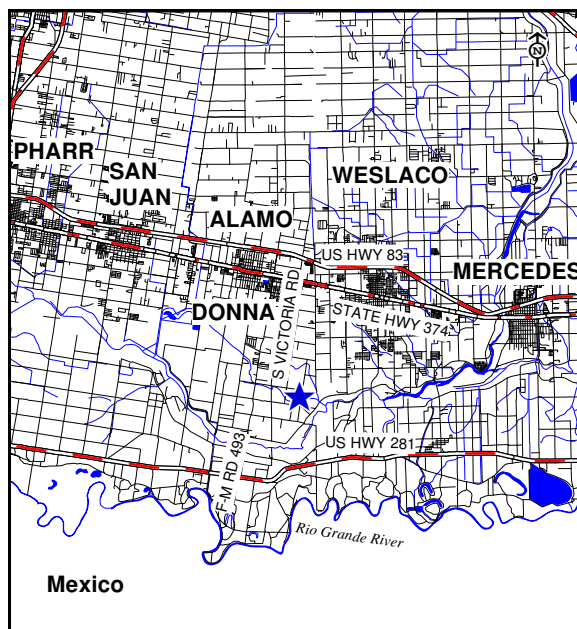 N
PHARR
SAN
JUAN
WESLACO
ALAMO
US HWY 83
MERCEDES
DONNA
S VICTORIA RD
STATE HWY 374
US HWY 281
F-M RD 493
Rio Grande River
Mexico